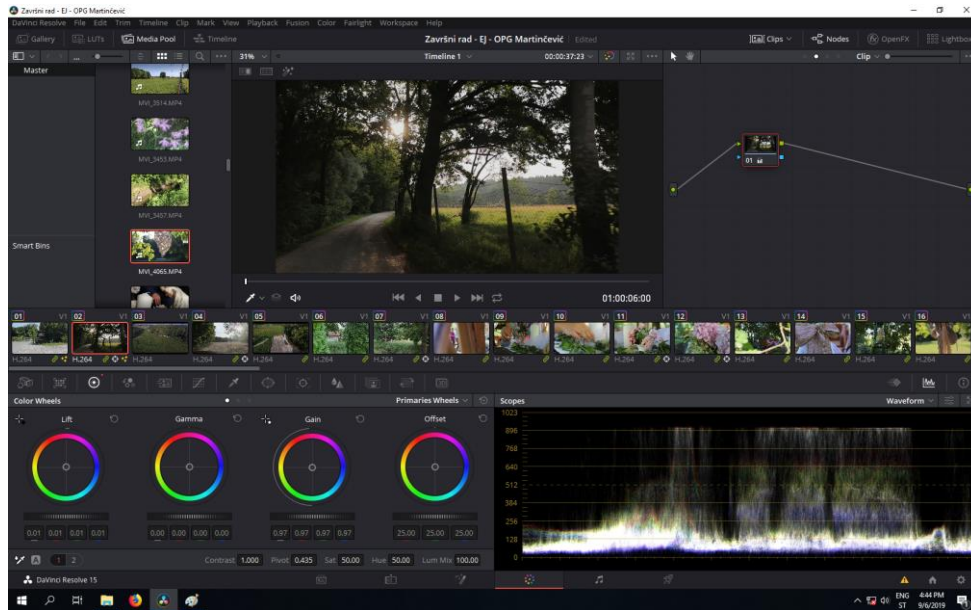 Završni rad - EJ - OPG Martinčević
DaVinci Resolve File Edit Trim Timeline Clip Mark View Playback Fusion Color Fairlight Workspace Help
Gallery LUTs Media Pool Timeline Završni rad - EJ - OPG Martinčević Edited Clips Nodes OpenFX Lightbox
31% Timeline 1 00:00:37:23 Clip
Master
MVI_3514.MP4
MVI_3453.MP4
MVI_3457.MP4
MVI_4065.MP4
01
Smart Bins
01:00:06:00
01 V1 02 V1 03 V1 04 V1 05 V1 06 V1 07 V1 08 V1 09 V1 10 V1 11 V1 12 V1 13 V1 14 V1 15 V1 16 V1
H.264 H.264 H.264 H.264 H.264 H.264 H.264 H.264 H.264 H.264 H.264 H.264 H.264 H.264 H.264 H.264
Color Wheels Primaries Wheels Scopes Waveform
Lift Gamma Gain Offset
1023
896
768
640
512
384
256
128
0
0.01 0.01 0.01 0.01 0.00 0.00 0.00 0.00 0.97 0.97 0.97 0.97 25.00 25.00 25.00
A 1 2 Contrast 1.000 Pivot 0.435 Sat 50.00 Hue 50.00 Lum Mix 100.00
DaVinci Resolve 15
ENG 4:44 PM
ST 9/6/2019